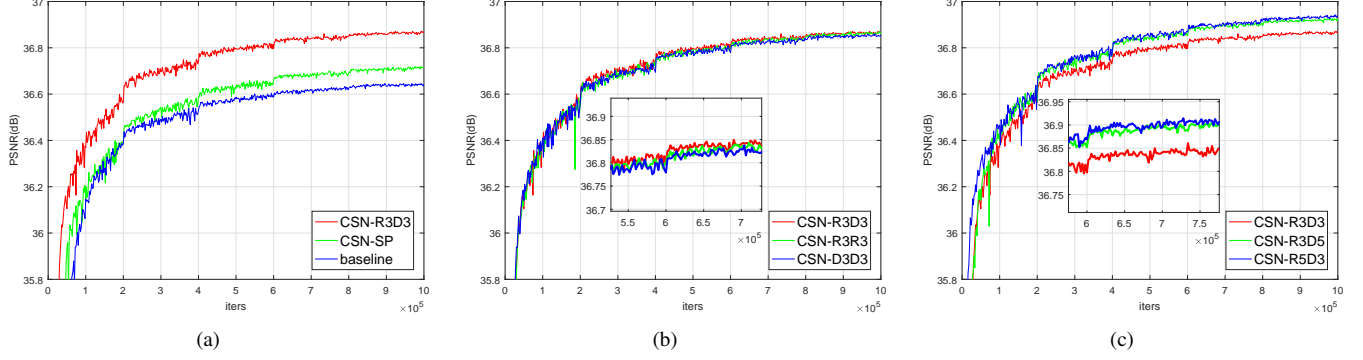 37
36.8
36.6
36.4
36.2
36
35.8
PSNR(dB)
0 1 2 3 4 5 6 7 8 9 10
iters
×10^5
CSN-R3D3
CSN-SP
baseline
(a)
37
36.8
36.6
36.4
36.2
36
35.8
PSNR(dB)
36.9
36.85
36.8
36.75
36.7
5.5 6 6.5 7
×10^5
0 1 2 3 4 5 6 7 8 9 10
iters
×10^5
CSN-R3D3
CSN-R3R3
CSN-D3D3
(b)
37
36.8
36.6
36.4
36.2
36
35.8
PSNR(dB)
36.95
36.9
36.85
36.8
36.75
6 6.5 7 7.5
×10^5
0 1 2 3 4 5 6 7 8 9 10
iters
×10^5
CSN-R3D3
CSN-R3D5
CSN-R5D3
(c)